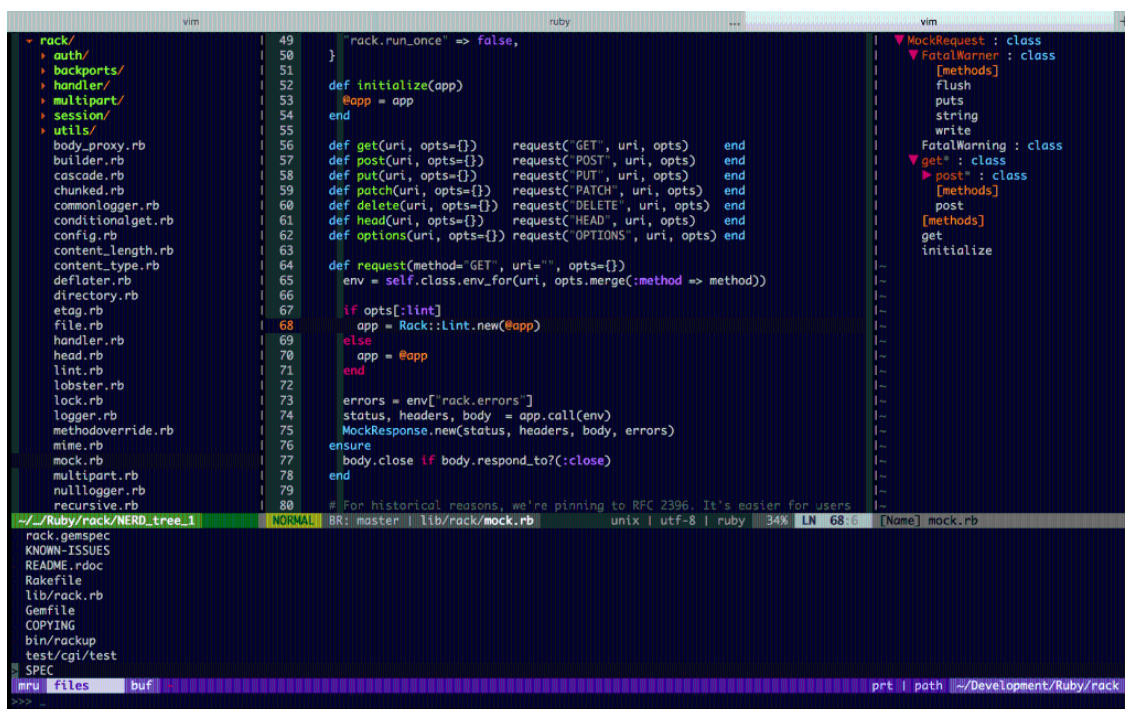 vim
ruby
...
vim
+
▾ rack/
▸ auth/
▸ backports/
▸ handler/
▸ multipart/
▸ session/
▸ utils/
body_proxy.rb
builder.rb
cascade.rb
chunked.rb
commonlogger.rb
conditionalget.rb
config.rb
content_length.rb
content_type.rb
deflater.rb
directory.rb
etag.rb
file.rb
handler.rb
head.rb
lint.rb
lobster.rb
lock.rb
logger.rb
methodoverride.rb
mime.rb
mock.rb
multipart.rb
nulllogger.rb
recursive.rb
~/…/Ruby/rack/NERD_tree_1
49 "rack.run_once" => false,
50 }
51
52 def initialize(app)
53 @app = app
54 end
55
56 def get(uri, opts={}) request("GET", uri, opts) end
57 def post(uri, opts={}) request("POST", uri, opts) end
58 def put(uri, opts={}) request("PUT", uri, opts) end
59 def patch(uri, opts={}) request("PATCH", uri, opts) end
60 def delete(uri, opts={}) request("DELETE", uri, opts) end
61 def head(uri, opts={}) request("HEAD", uri, opts) end
62 def options(uri, opts={}) request("OPTIONS", uri, opts) end
63
64 def request(method="GET", uri="", opts={})
65 env = self.class.env_for(uri, opts.merge(:method => method))
66
67 if opts[:lint]
68 app = Rack::Lint.new(@app)
69 else
70 app = @app
71 end
72
73 errors = env["rack.errors"]
74 status, headers, body = app.call(env)
75 MockResponse.new(status, headers, body, errors)
76 ensure
77 body.close if body.respond_to?(:close)
78 end
79
80 # For historical reasons, we're pinning to RFC 2396. It's easier for users
NORMAL BR: master | lib/rack/mock.rb unix | utf-8 | ruby 34% LN 68:6
▼ MockRequest : class
▼ FatalWarner : class
[methods]
flush
puts
string
write
FatalWarning : class
▼ get* : class
▶ post* : class
[methods]
post
[methods]
get
initialize
[Name] mock.rb
rack.gemspec
KNOWN-ISSUES
README.rdoc
Rakefile
lib/rack.rb
Gemfile
COPYING
bin/rackup
test/cgi/test
> SPEC
mru files buf prt | path ~/Development/Ruby/rack
>>> _